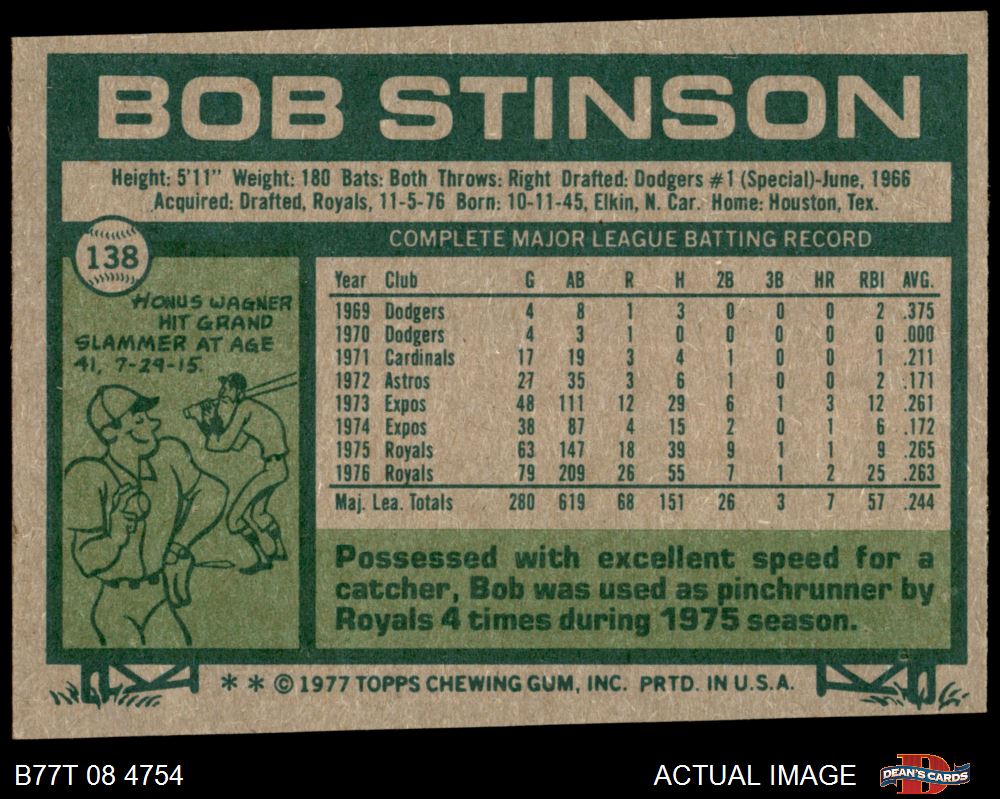 BOB STINSON
Height: 5'11" Weight: 180 Bats: Both Throws: Right Drafted: Dodgers #1 (Special)-June, 1966
Acquired: Drafted, Royals, 11-5-76 Born: 10-11-45, Elkin, N. Car. Home: Houston, Tex.
138
HONUS WAGNER
HIT GRAND
SLAMMER AT AGE
41, 7-29-15.
COMPLETE MAJOR LEAGUE BATTING RECORD
Year Club G AB R H 2B 3B HR RBI AVG.
1969 Dodgers 4 8 1 3 0 0 0 2 .375
1970 Dodgers 4 3 1 0 0 0 0 0 .000
1971 Cardinals 17 19 3 4 1 0 0 1 .211
1972 Astros 27 35 3 6 1 0 0 2 .171
1973 Expos 48 111 12 29 6 1 3 12 .261
1974 Expos 38 87 4 15 2 0 1 6 .172
1975 Royals 63 147 18 39 9 1 1 9 .265
1976 Royals 79 209 26 55 7 1 2 25 .263
Maj. Lea. Totals 280 619 68 151 26 3 7 57 .244
Possessed with excellent speed for a
catcher, Bob was used as pinchrunner by
Royals 4 times during 1975 season.
* * © 1977 TOPPS CHEWING GUM, INC. PRTD. IN U.S.A.
B77T 08 4754
ACTUAL IMAGE
DEAN'S CARDS